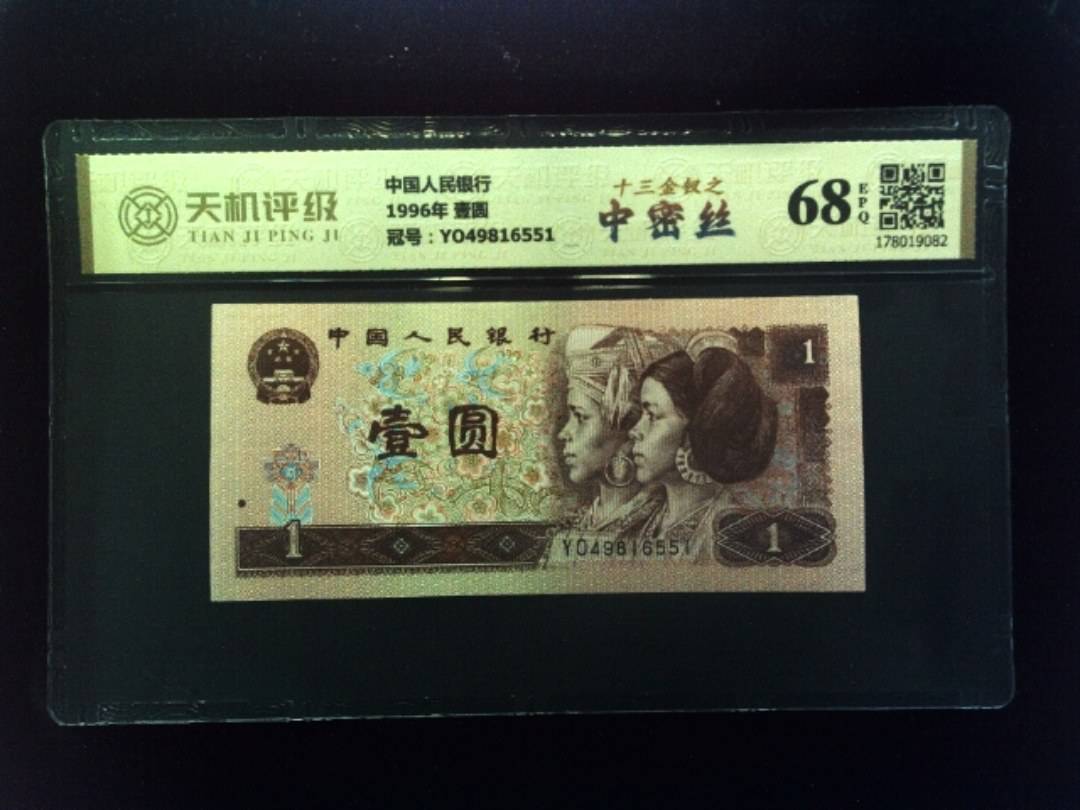 天机评级
TIAN JI PING JI
中国人民银行
1996年 壹圆
冠号：YO49816551
十三金钗之
中密丝
68
EPQ
178019082
中国人民银行
1
壹圆
1
YO49816551
1